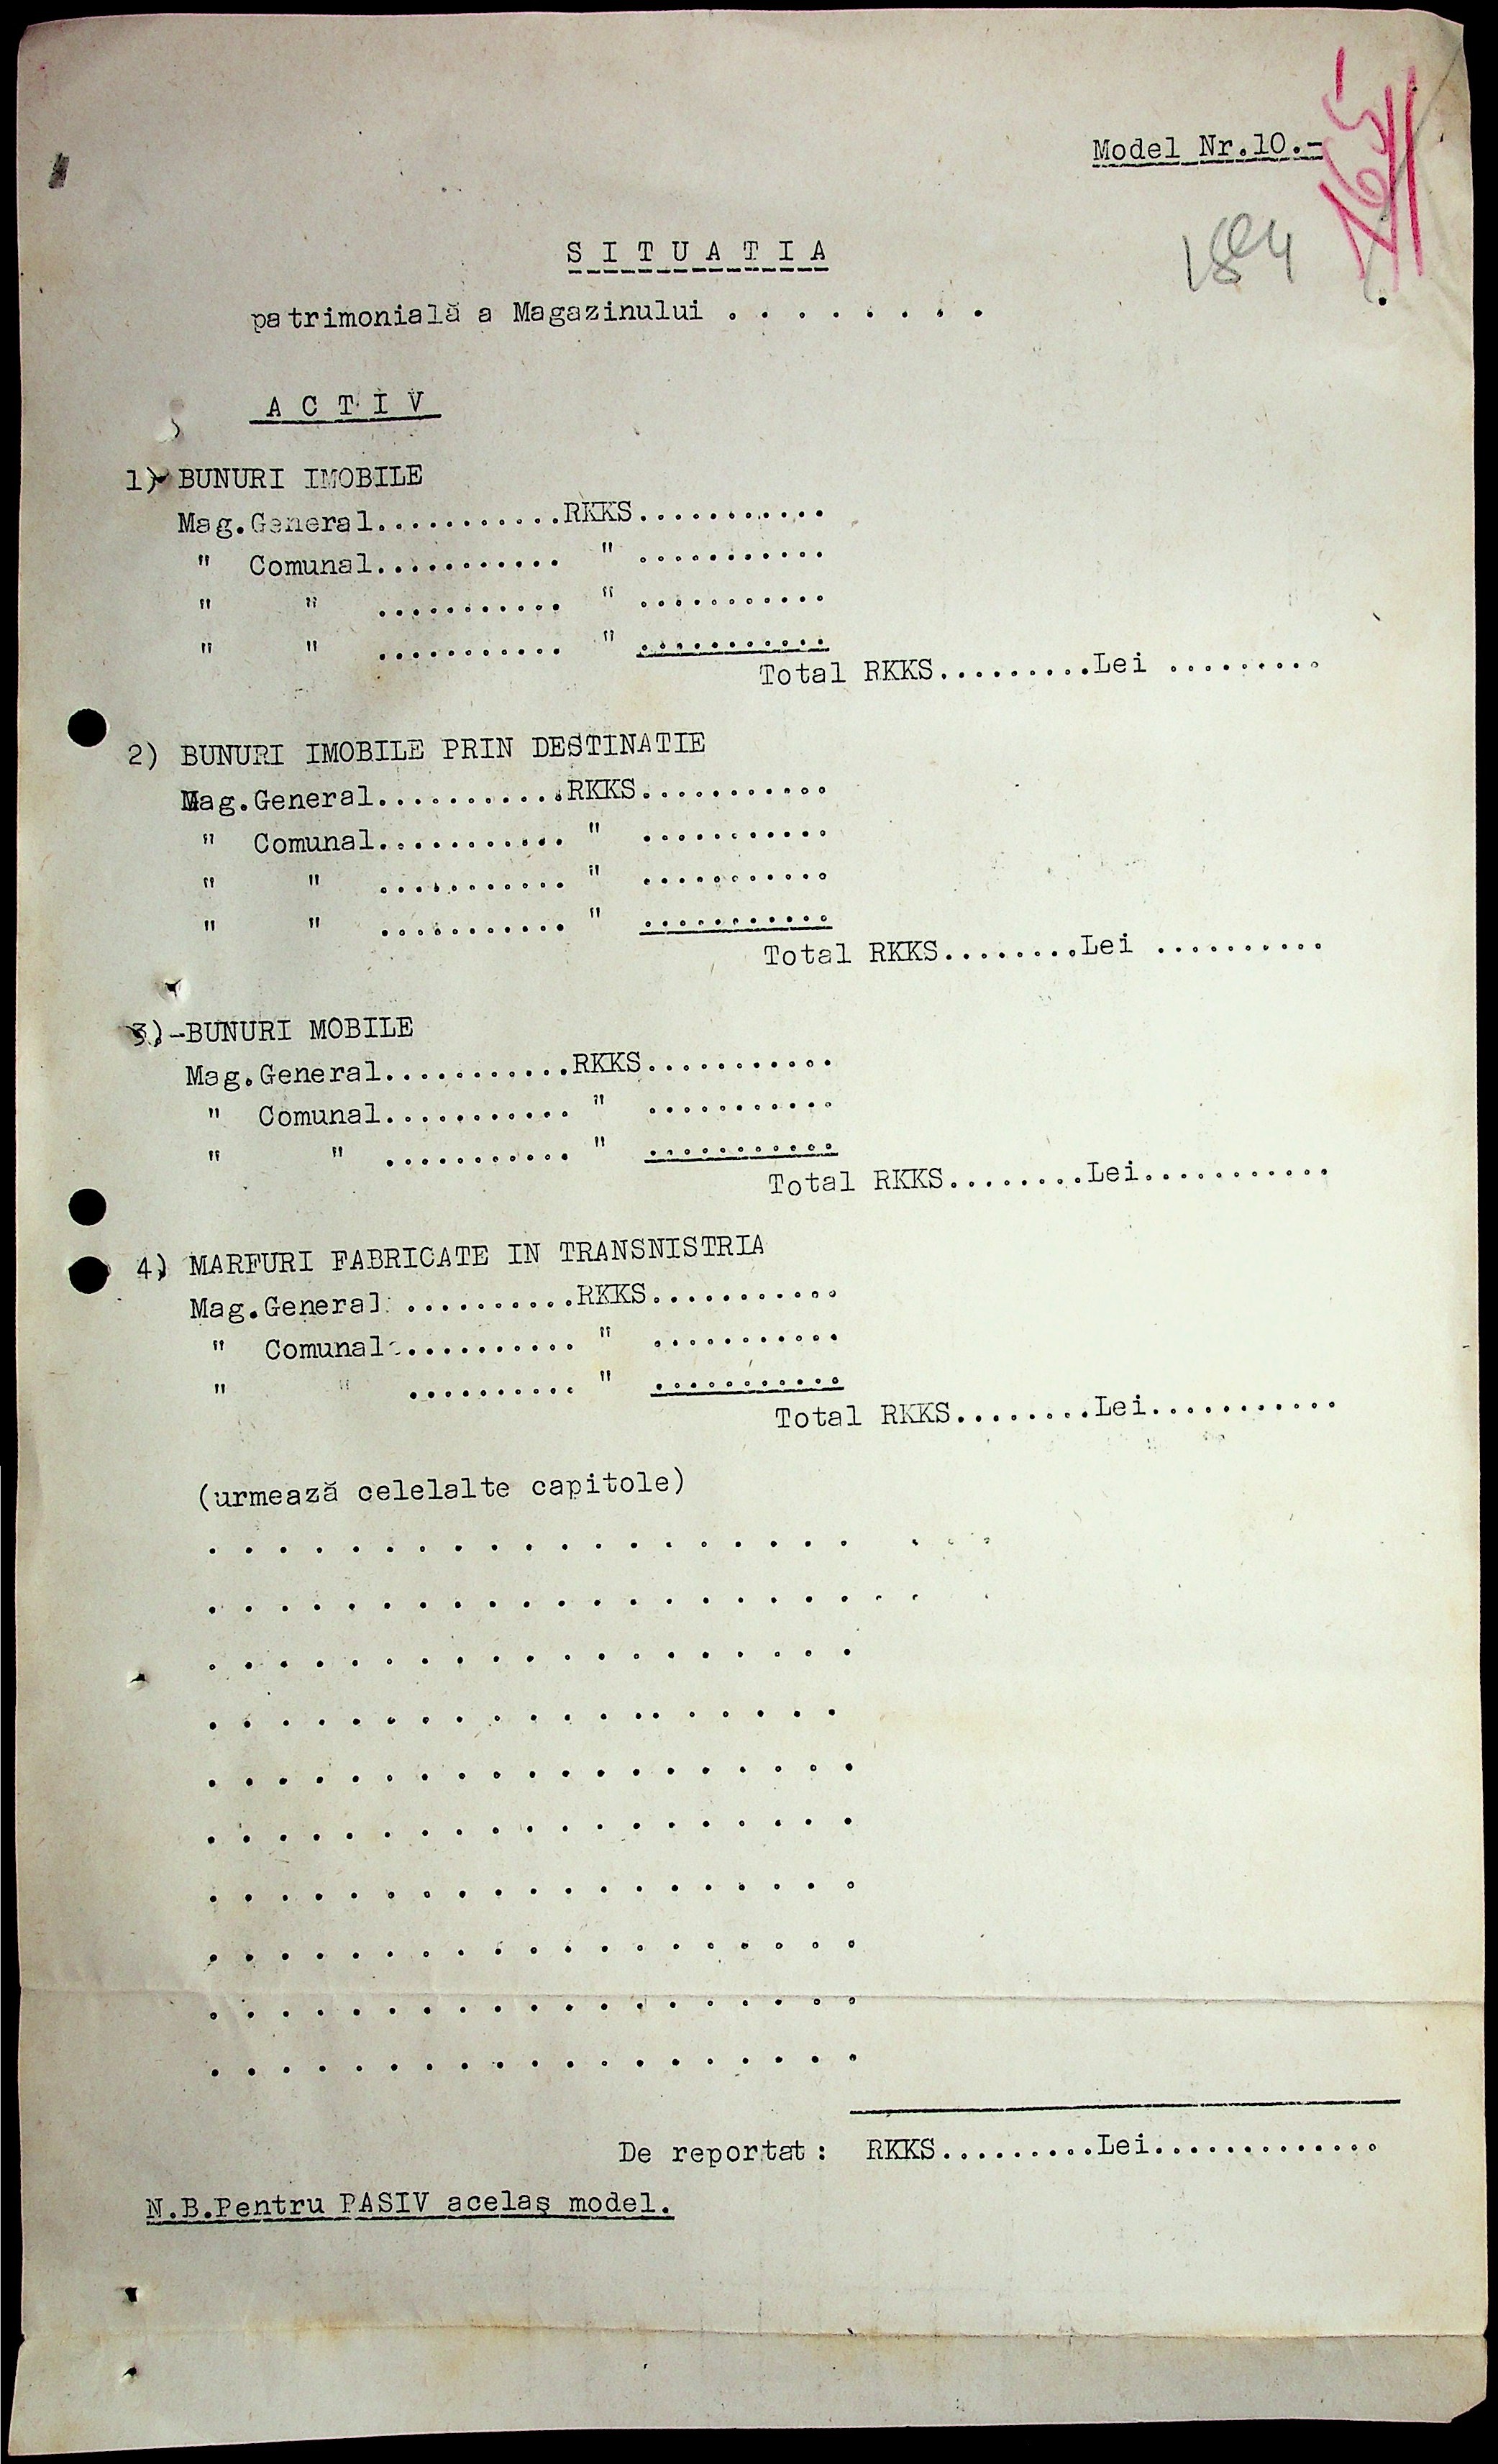 Model Nr.10.-
165
184
S I T U A T I A
patrimonială a Magazinului . . . . . . . .
A C T I V
1) BUNURI IMOBILE
Mag.General...........RKKS...........
" Comunal........... " ...........
" " ........... " ...........
" " ........... " ...........
Total RKKS.........Lei .........
2) BUNURI IMOBILE PRIN DESTINATIE
Mag.General...........RKKS...........
" Comunal........... " ...........
" " ........... " ...........
" " ........... " ...........
Total RKKS........Lei ..........
3)-BUNURI MOBILE
Mag.General...........RKKS...........
" Comunal........... " ...........
" " ........... " ...........
Total RKKS........Lei...........
4) MARFURI FABRICATE IN TRANSNISTRIA
Mag.General ..........RKKS...........
" Comunal........... " ...........
" " .......... " ...........
Total RKKS........Lei...........
(urmează celelalte capitole)
. . . . . . . . . . . . . . . . . . . . . .
. . . . . . . . . . . . . . . . . . . . . .
. . . . . . . . . . . . . . . . . . .
. . . . . . . . . . . . . . . . . . .
. . . . . . . . . . . . . . . . . . .
. . . . . . . . . . . . . . . . . . .
. . . . . . . . . . . . . . . . . . .
. . . . . . . . . . . . . . . . . . .
. . . . . . . . . . . . . . . . . . .
. . . . . . . . . . . . . . . . . . .
De reportat: RKKS.........Lei.............
N.B.Pentru PASIV acelaş model.